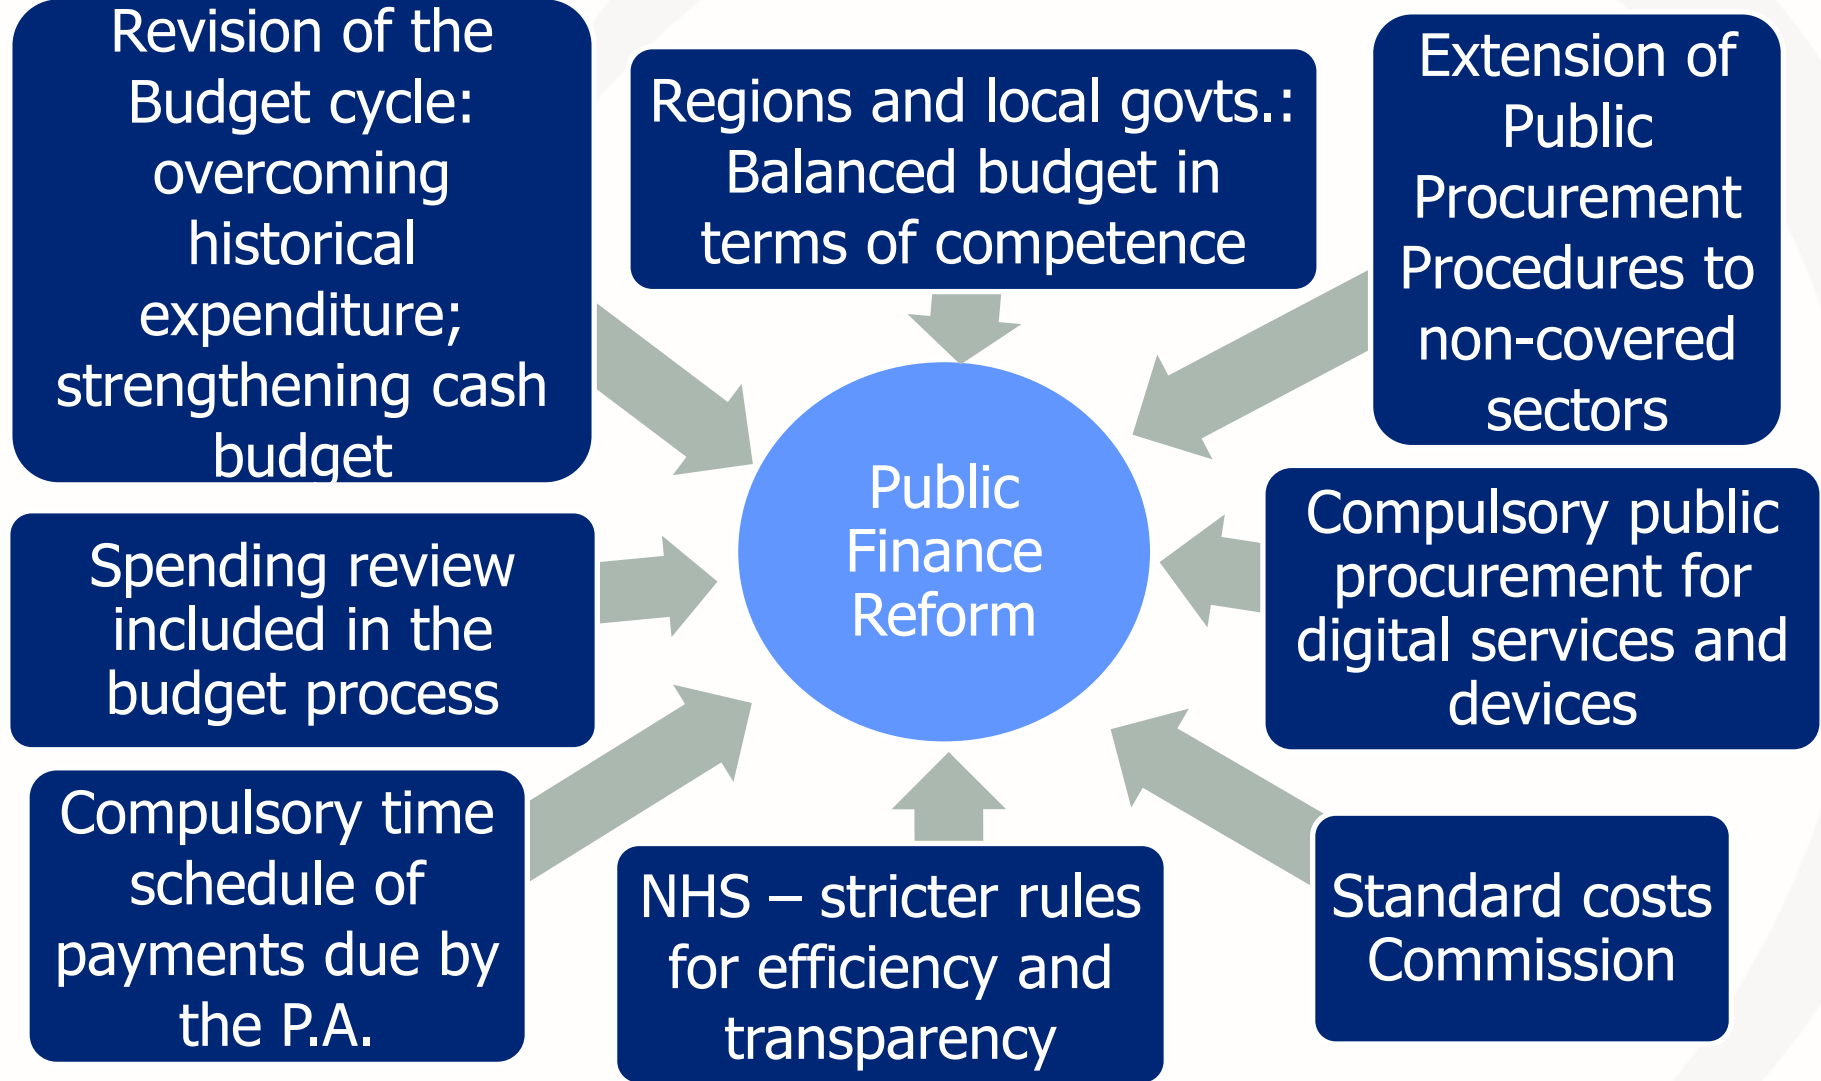 Revision of the
Budget cycle:
overcoming
historical
expenditure;
strengthening cash
budget
Regions and local govts.:
Balanced budget in
terms of competence
Extension of
Public
Procurement
Procedures to
non-covered
sectors
Public
Finance
Reform
Spending review
included in the
budget process
Compulsory public
procurement for
digital services and
devices
Compulsory time
schedule of
payments due by
the P.A.
NHS – stricter rules
for efficiency and
transparency
Standard costs
Commission